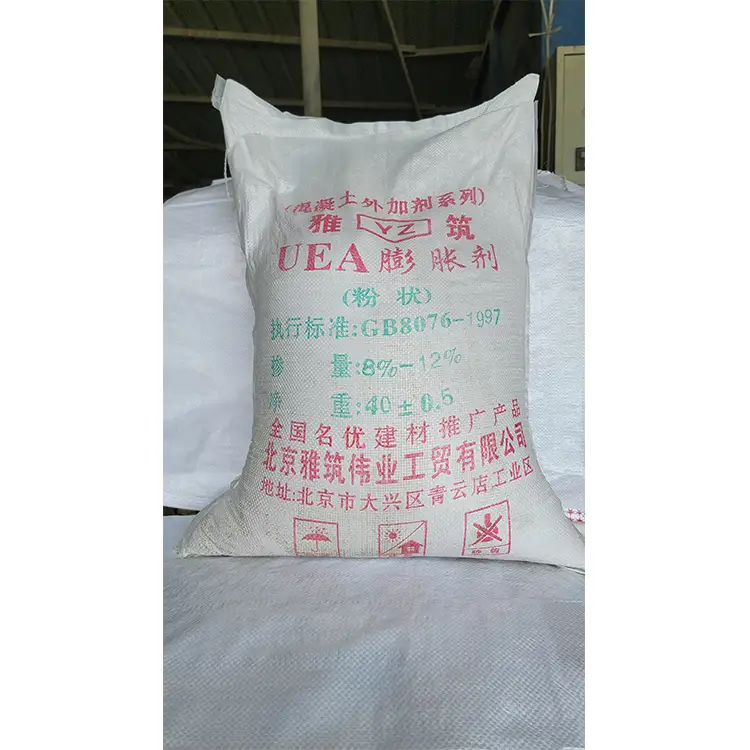 (混凝土外加剂系列)
雅 YZ 筑
UEA 膨胀剂
(粉状)
执行标准:GB8076-1997
掺 量:8%-12%
净 重:40±0.5
全国名优建材推广产品
北京雅筑伟业工贸有限公司
地址:北京市大兴区青云店工业区